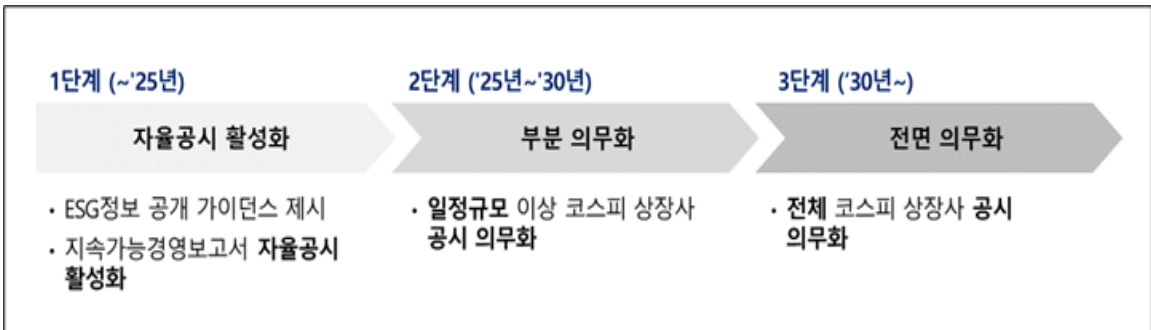 1단계 (~'25년)
자율공시 활성화
• ESG정보 공개 가이던스 제시
• 지속가능경영보고서 자율공시
활성화
2단계 ('25년~'30년)
부분 의무화
• 일정규모 이상 코스피 상장사
공시 의무화
3단계 ('30년~)
전면 의무화
• 전체 코스피 상장사 공시
의무화